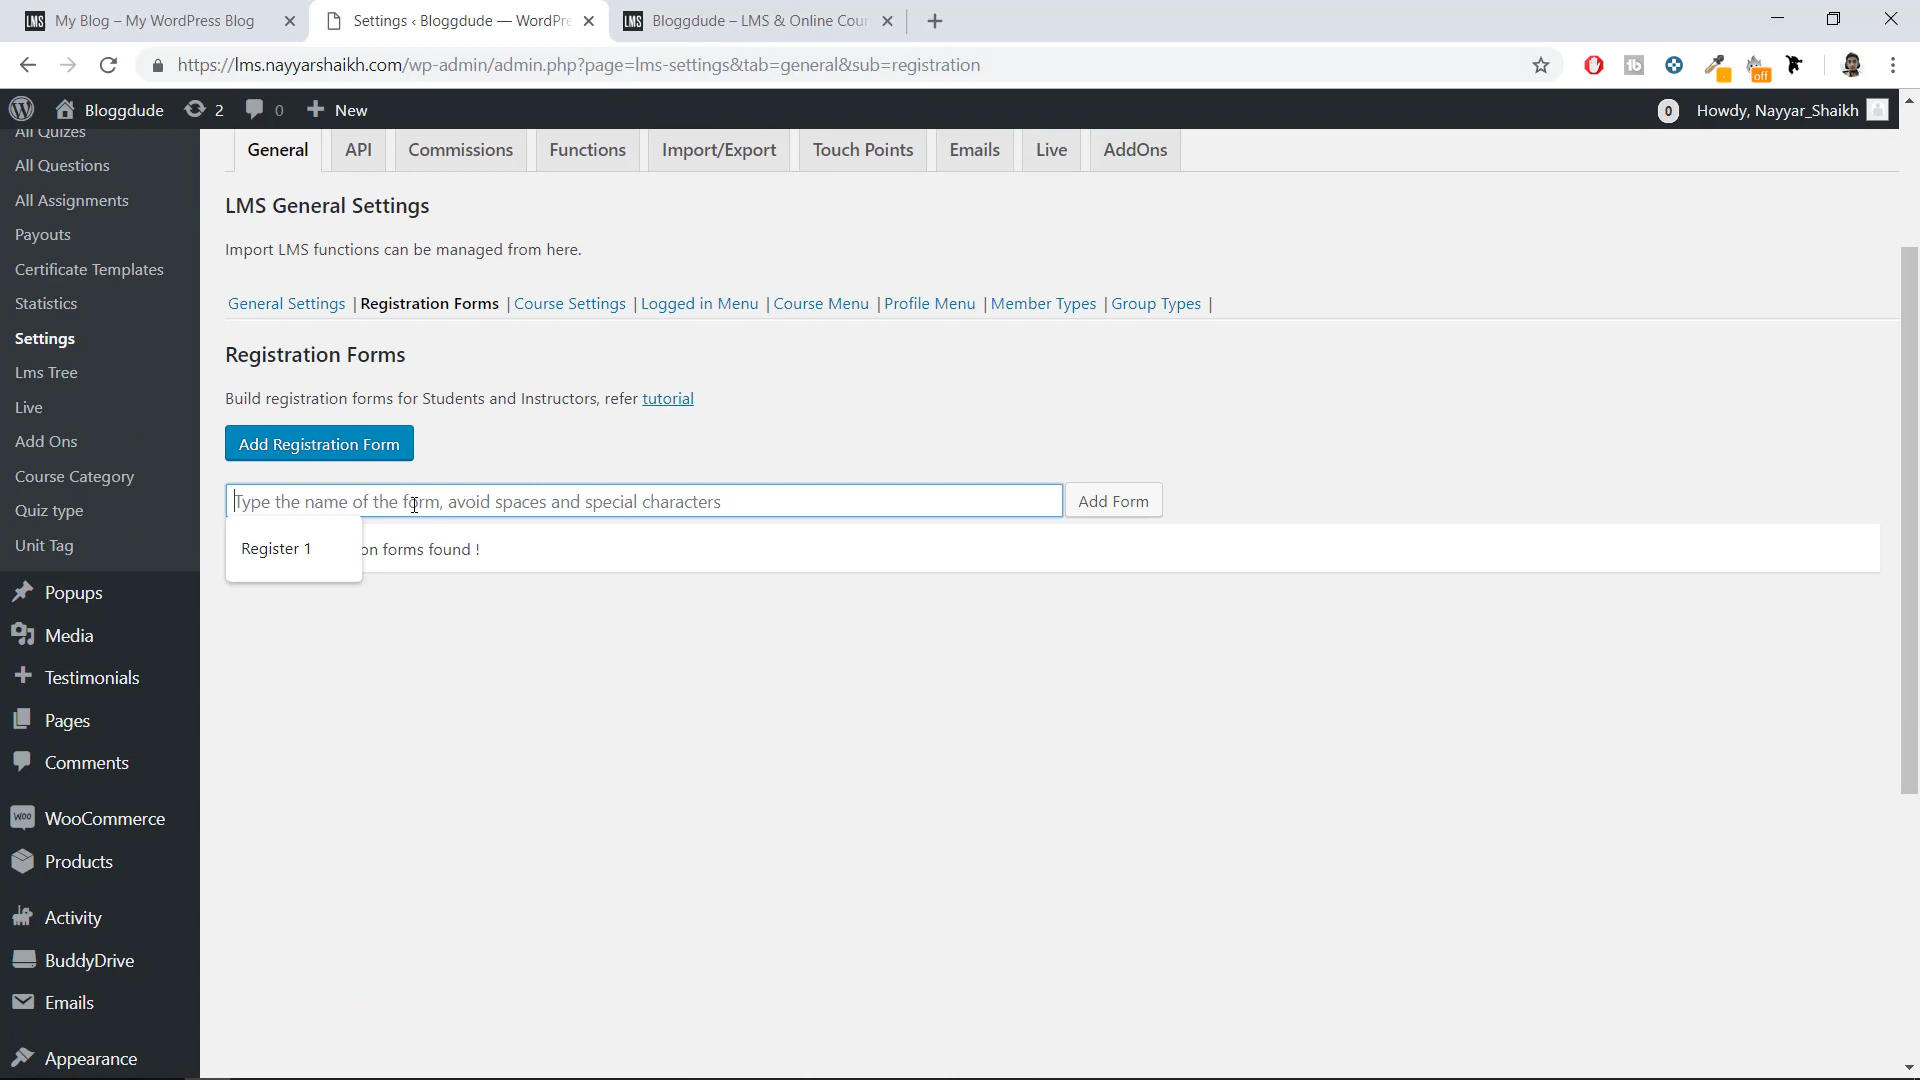 LMS My Blog – My WordPress Blog
Settings ‹ Bloggdude — WordPre
LMS Bloggdude – LMS & Online Cour
https://lms.nayyarshaikh.com/wp-admin/admin.php?page=lms-settings&tab=general&sub=registration
tb
off
Bloggdude 2 0 + New
0 Howdy, Nayyar_Shaikh
All Quizes
All Questions
All Assignments
Payouts
Certificate Templates
Statistics
Settings
Lms Tree
Live
Add Ons
Course Category
Quiz type
Unit Tag
Popups
Media
Testimonials
Pages
Comments
WooCommerce
Products
Activity
BuddyDrive
Emails
Appearance
General API Commissions Functions Import/Export Touch Points Emails Live AddOns
LMS General Settings
Import LMS functions can be managed from here.
General Settings | Registration Forms | Course Settings | Logged in Menu | Course Menu | Profile Menu | Member Types | Group Types |
Registration Forms
Build registration forms for Students and Instructors, refer tutorial
Add Registration Form
Type the name of the form, avoid spaces and special characters Add Form
Register 1
on forms found !